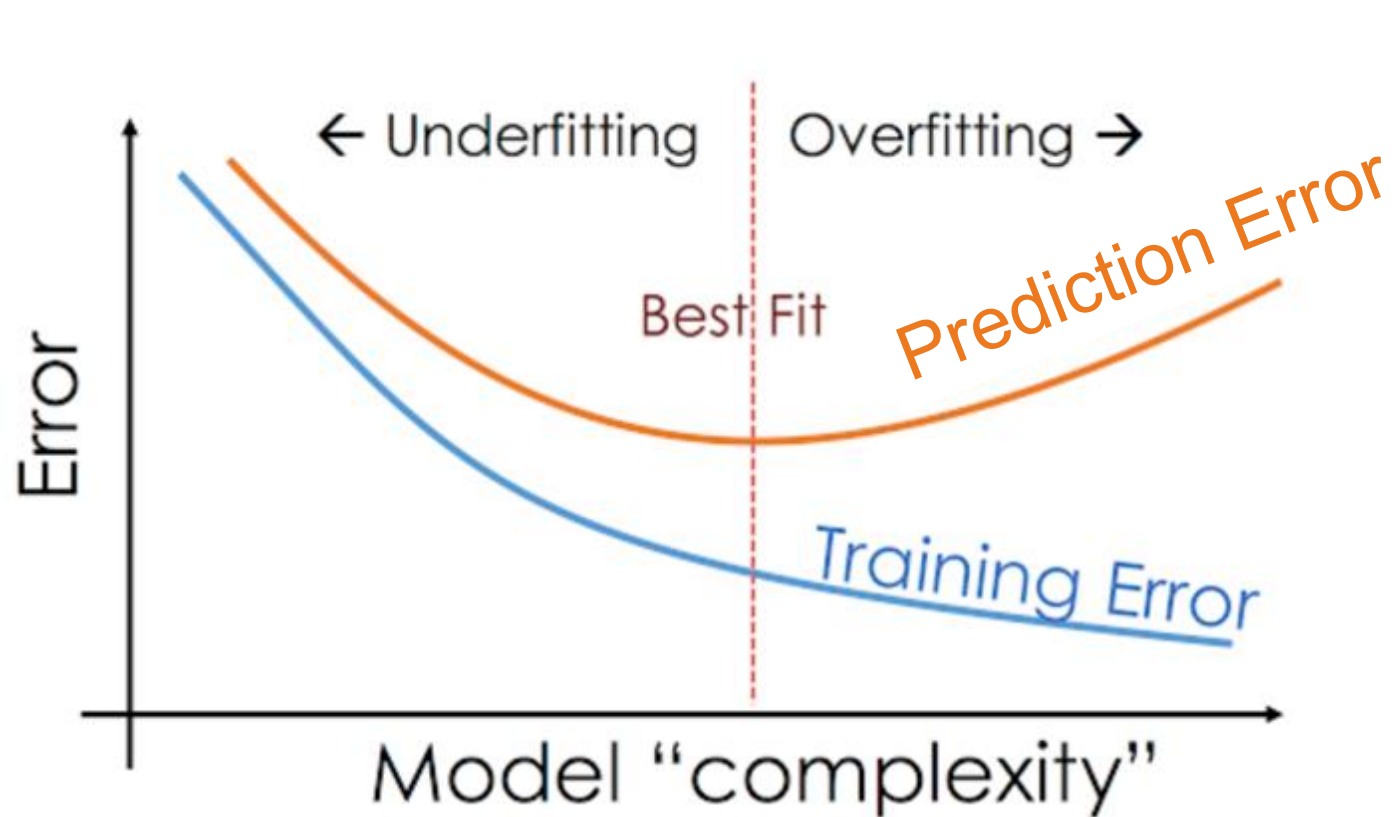 ← Underfitting
Overfitting →
Prediction Error
Best Fit
Error
Training Error
Model “complexity”